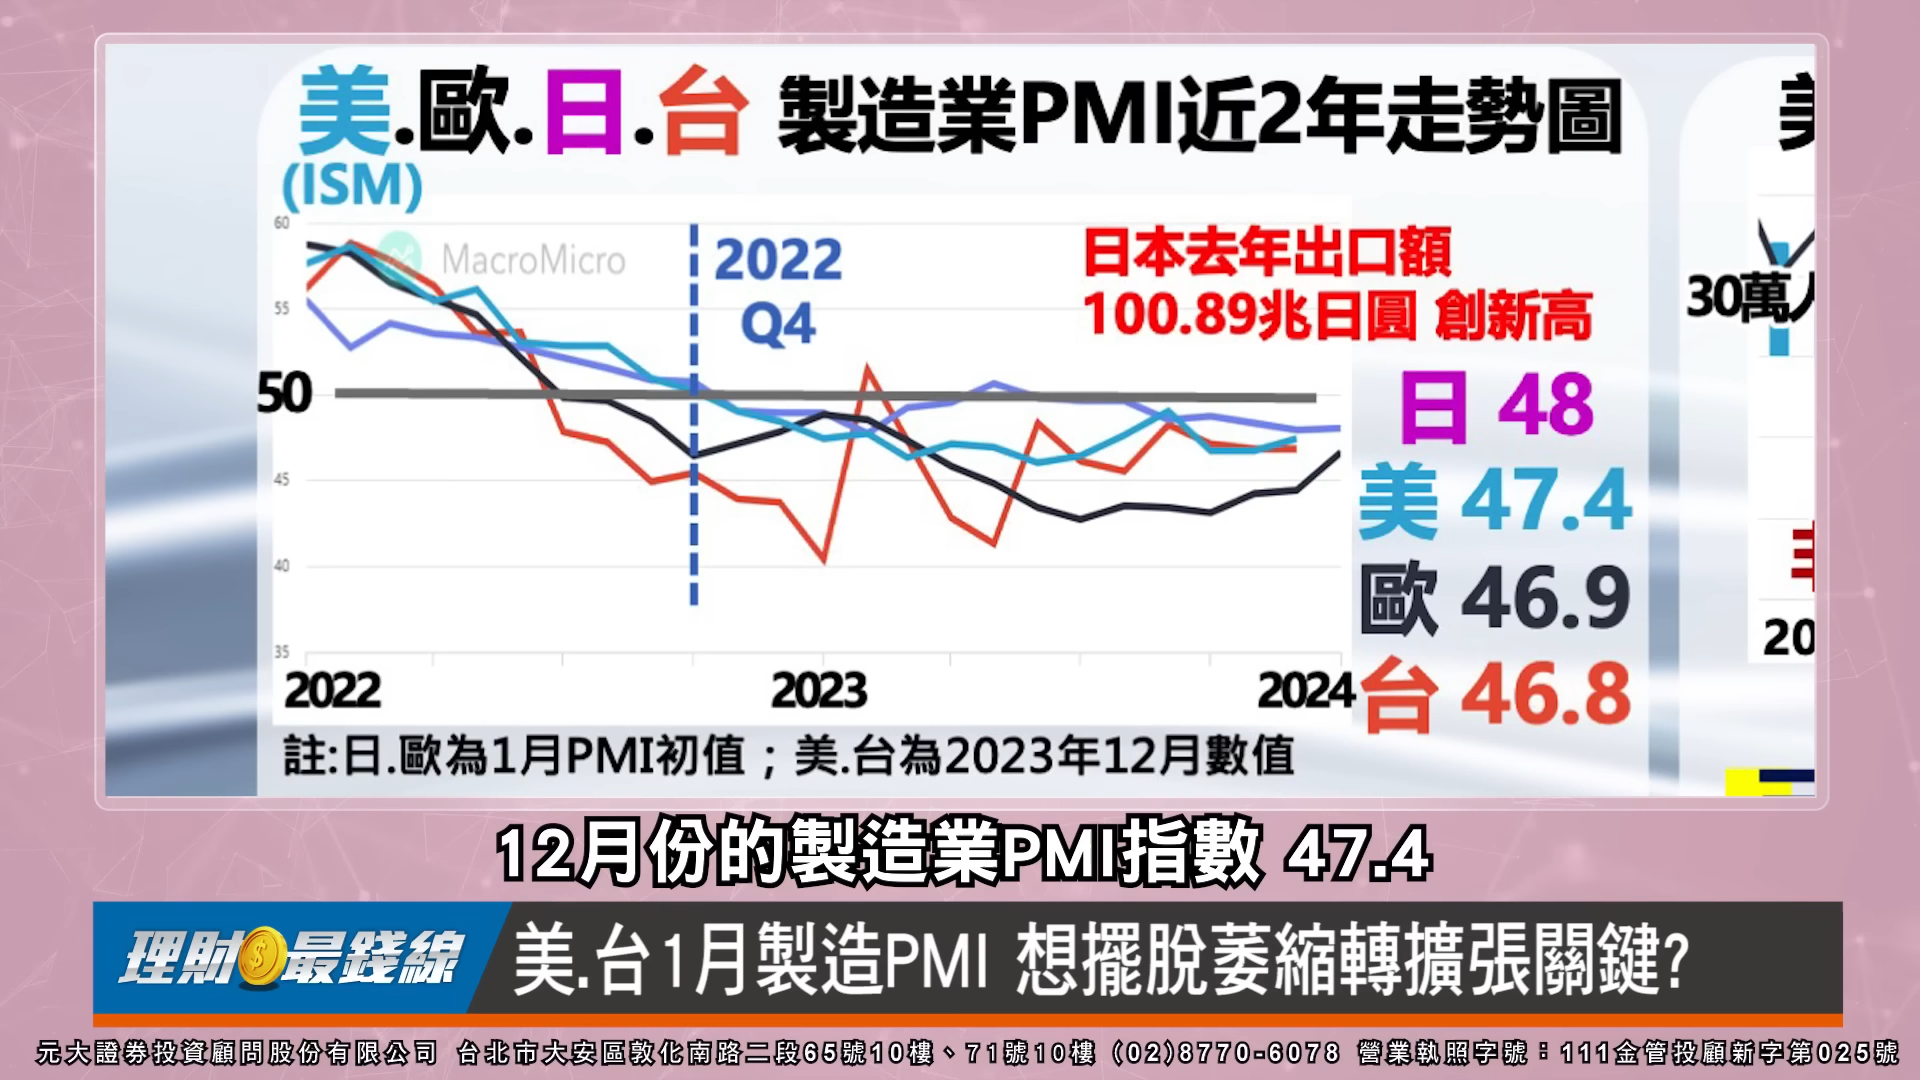 美.歐.日.台 製造業PMI近2年走勢圖
(ISM)
60
MacroMicro
2022
Q4
日本去年出口額
100.89兆日圓 創新高
55
50
日 48
美 47.4
歐 46.9
台 46.8
45
40
35
2022
2023
2024
註:日.歐為1月PMI初值；美.台為2023年12月數值
30萬人
20
12月份的製造業PMI指數 47.4
理財最錢線
美.台1月製造PMI 想擺脫萎縮轉擴張關鍵?
元大證券投資顧問股份有限公司 台北市大安區敦化南路二段65號10樓、71號10樓 (02)8770-6078 營業執照字號：111金管投顧新字第025號